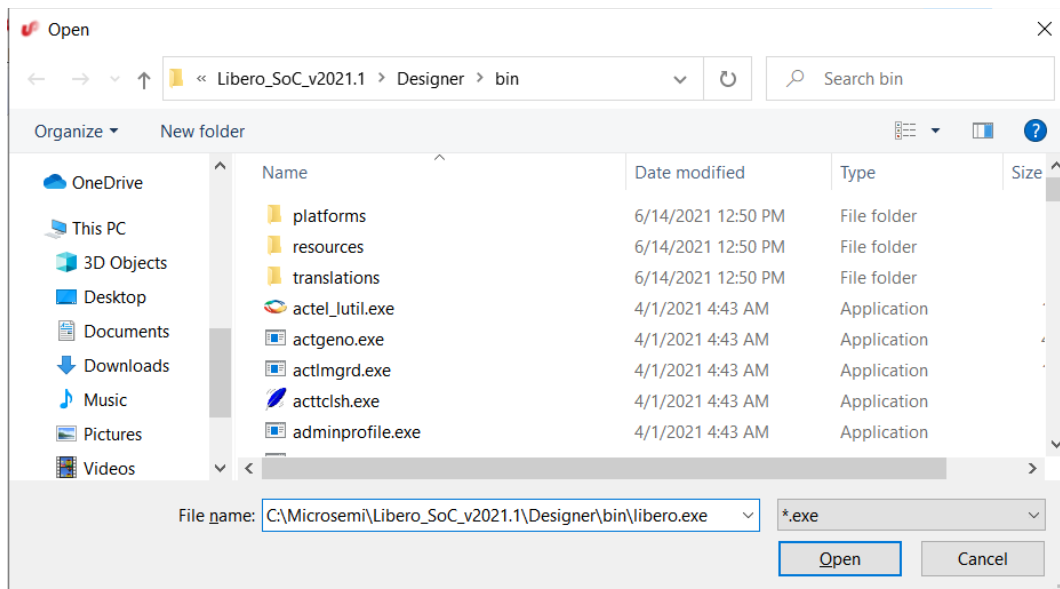 Open
« Libero_SoC_v2021.1 > Designer > bin
Search bin
Organize
New folder
?
Name
Date modified
Type
Size
OneDrive
This PC
3D Objects
Desktop
Documents
Downloads
Music
Pictures
Videos
platforms 6/14/2021 12:50 PM File folder
resources 6/14/2021 12:50 PM File folder
translations 6/14/2021 12:50 PM File folder
actel_lutil.exe 4/1/2021 4:43 AM Application
actgeno.exe 4/1/2021 4:43 AM Application
actlmgrd.exe 4/1/2021 4:43 AM Application
acttclsh.exe 4/1/2021 4:43 AM Application
adminprofile.exe 4/1/2021 4:43 AM Application
File name: C:\Microsemi\Libero_SoC_v2021.1\Designer\bin\libero.exe
*.exe
Open
Cancel